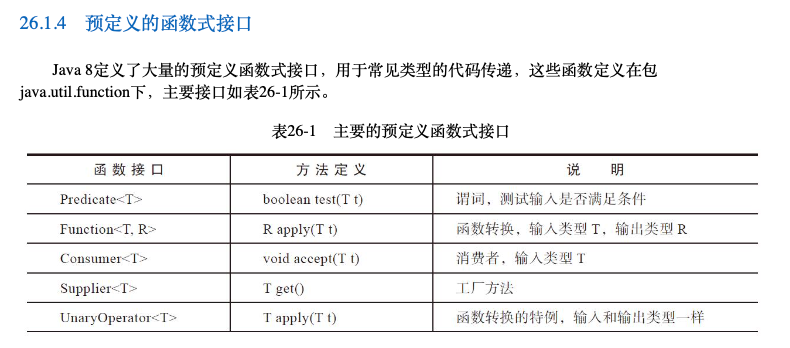 26.1.4 预定义的函数式接口
Java 8定义了大量的预定义函数式接口，用于常见类型的代码传递，这些函数定义在包
java.util.function下，主要接口如表26-1所示。
表26-1 主要的预定义函数式接口
函数接口 方法定义 说 明
Predicate<T> boolean test(T t) 谓词，测试输入是否满足条件
Function<T, R> R apply(T t) 函数转换，输入类型 T，输出类型 R
Consumer<T> void accept(T t) 消费者，输入类型 T
Supplier<T> T get() 工厂方法
UnaryOperator<T> T apply(T t) 函数转换的特例，输入和输出类型一样